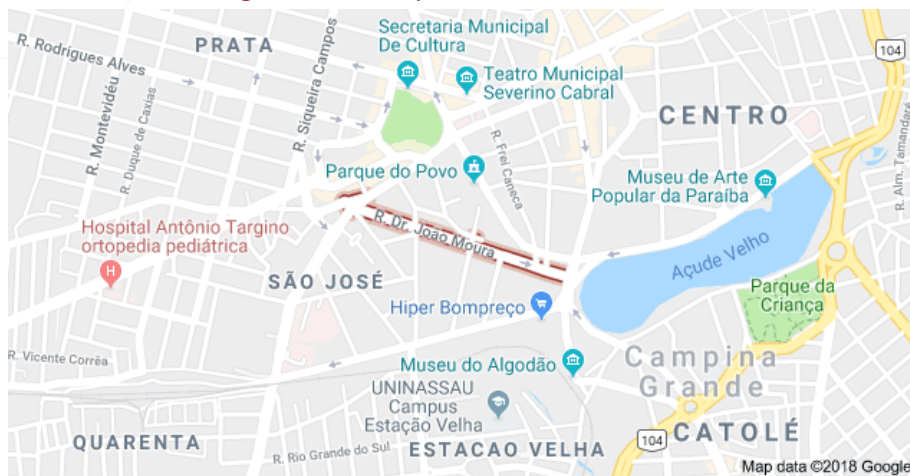 PRATA
Secretaria Municipal
De Cultura
104
R. Rodrigues Alves
R. Siqueira Campos
Teatro Municipal
Severino Cabral
R. Montevidéu
R. Duque de Caxias
CENTRO
R. Frei Caneca
R. Alm. Tamandaré
Parque do Povo
Museu de Arte
Popular da Paraíba
Hospital Antônio Targino
ortopedia pediátrica
H
R. Dr. João Moura
Açude Velho
SÃO JOSÉ
Parque da
Criança
Hiper Bompreço
R. Vicente Corrêa
Museu do Algodão
Campina
Grande
UNINASSAU
Campus
Estação Velha
QUARENTA
R. Rio Grande do Sul
ESTACAO VELHA
104
CATOLÉ
Map data ©2018 Google